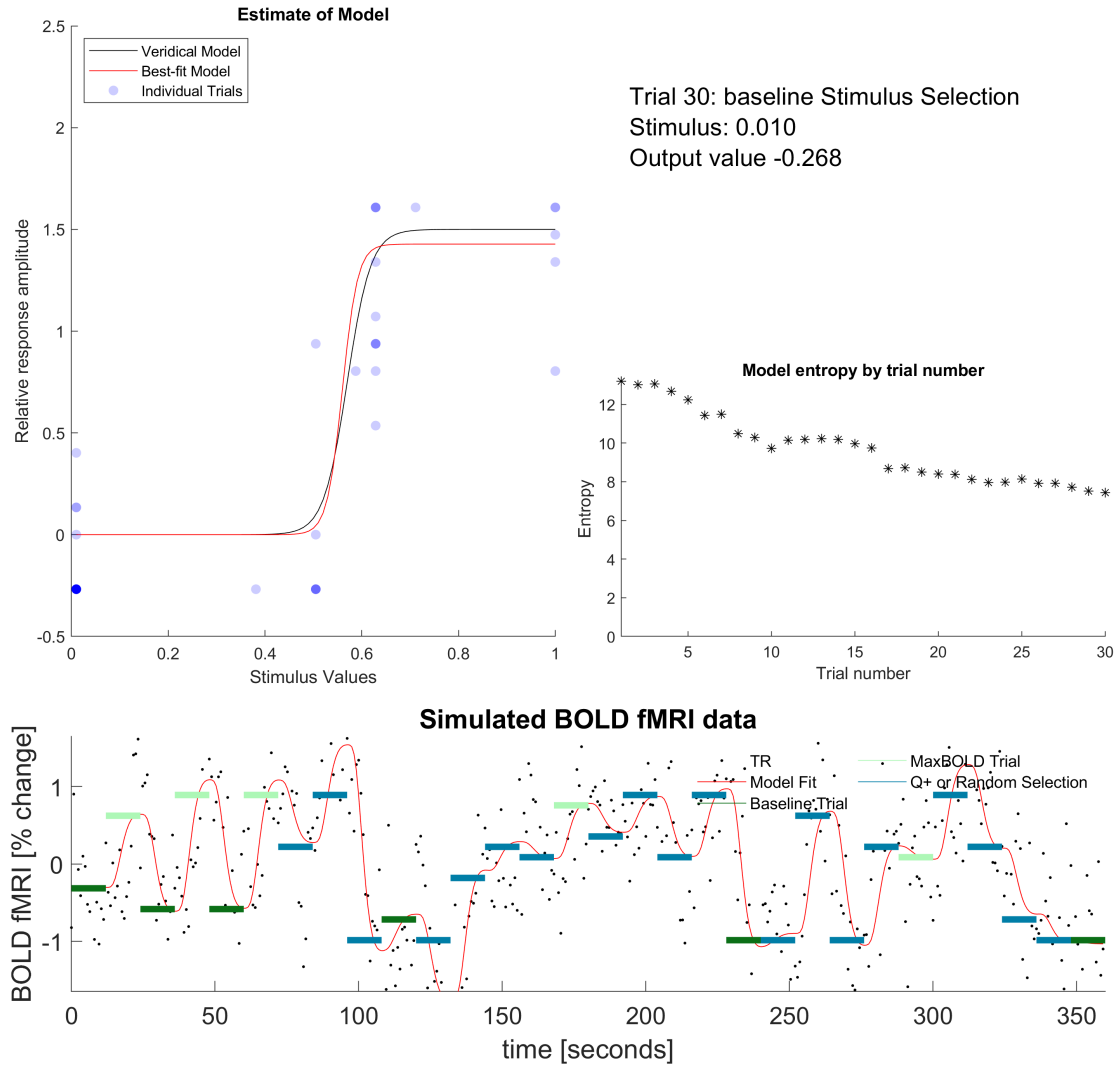 Estimate of Model
2.5
2
1.5
1
0.5
0
-0.5
0
0.2
0.4
0.6
0.8
1
Relative response amplitude
Stimulus Values
Veridical Model
Best-fit Model
Individual Trials
Trial 30: baseline Stimulus Selection
Stimulus: 0.010
Output value -0.268
Model entropy by trial number
12
10
8
6
4
2
0
5
10
15
20
25
30
Entropy
Trial number
Simulated BOLD fMRI data
BOLD fMRI [% change]
1
0
-1
0
50
100
150
200
250
300
350
time [seconds]
TR
Model Fit
Baseline Trial
MaxBOLD Trial
Q+ or Random Selection